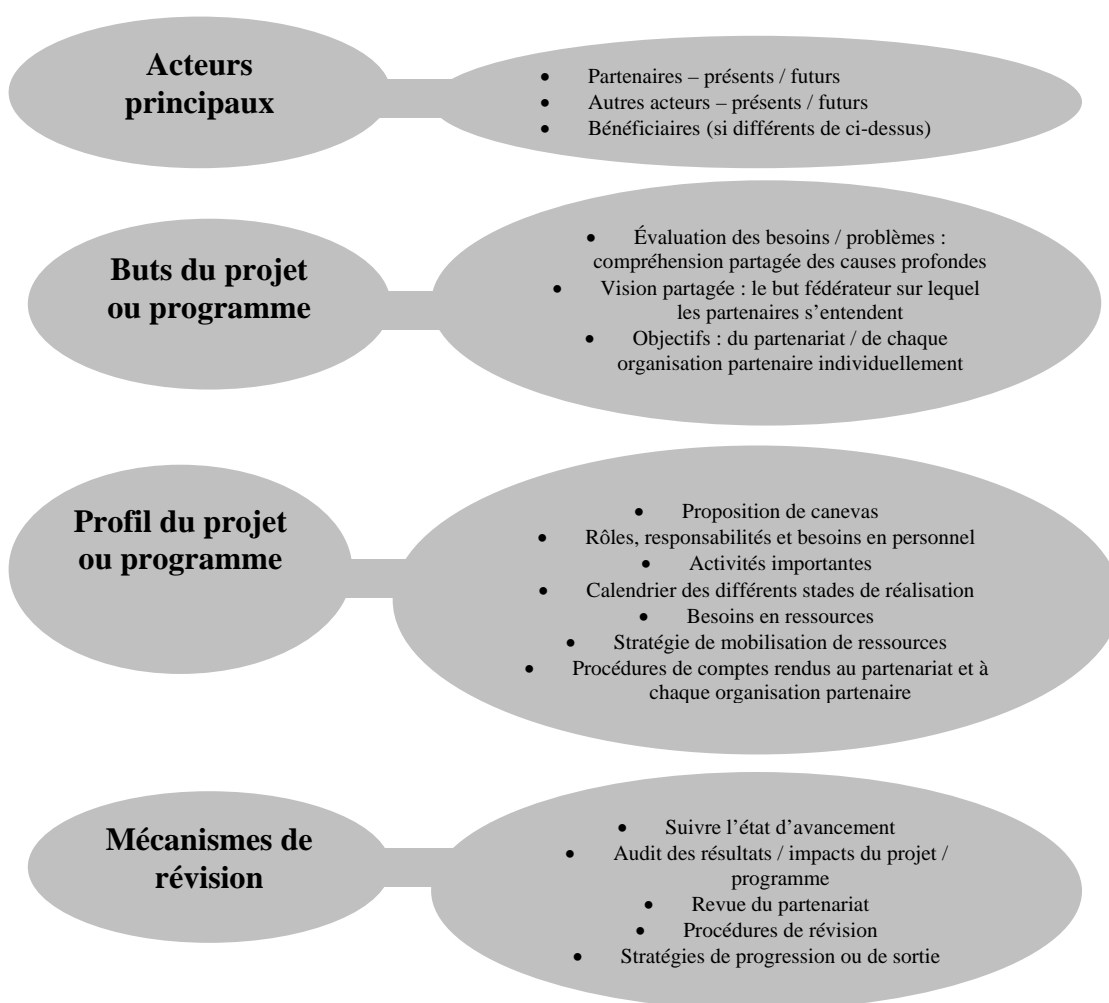 Acteurs
principaux
• Partenaires – présents / futurs
• Autres acteurs – présents / futurs
• Bénéficiaires (si différents de ci-dessus)
Buts du projet
ou programme
• Évaluation des besoins / problèmes :
compréhension partagée des causes profondes
• Vision partagée : le but fédérateur sur lequel
les partenaires s’entendent
• Objectifs : du partenariat / de chaque
organisation partenaire individuellement
Profil du projet
ou programme
• Proposition de canevas
• Rôles, responsabilités et besoins en personnel
• Activités importantes
• Calendrier des différents stades de réalisation
• Besoins en ressources
• Stratégie de mobilisation de ressources
• Procédures de comptes rendus au partenariat et à
chaque organisation partenaire
Mécanismes de
révision
• Suivre l’état d’avancement
• Audit des résultats / impacts du projet /
programme
• Revue du partenariat
• Procédures de révision
• Stratégies de progression ou de sortie